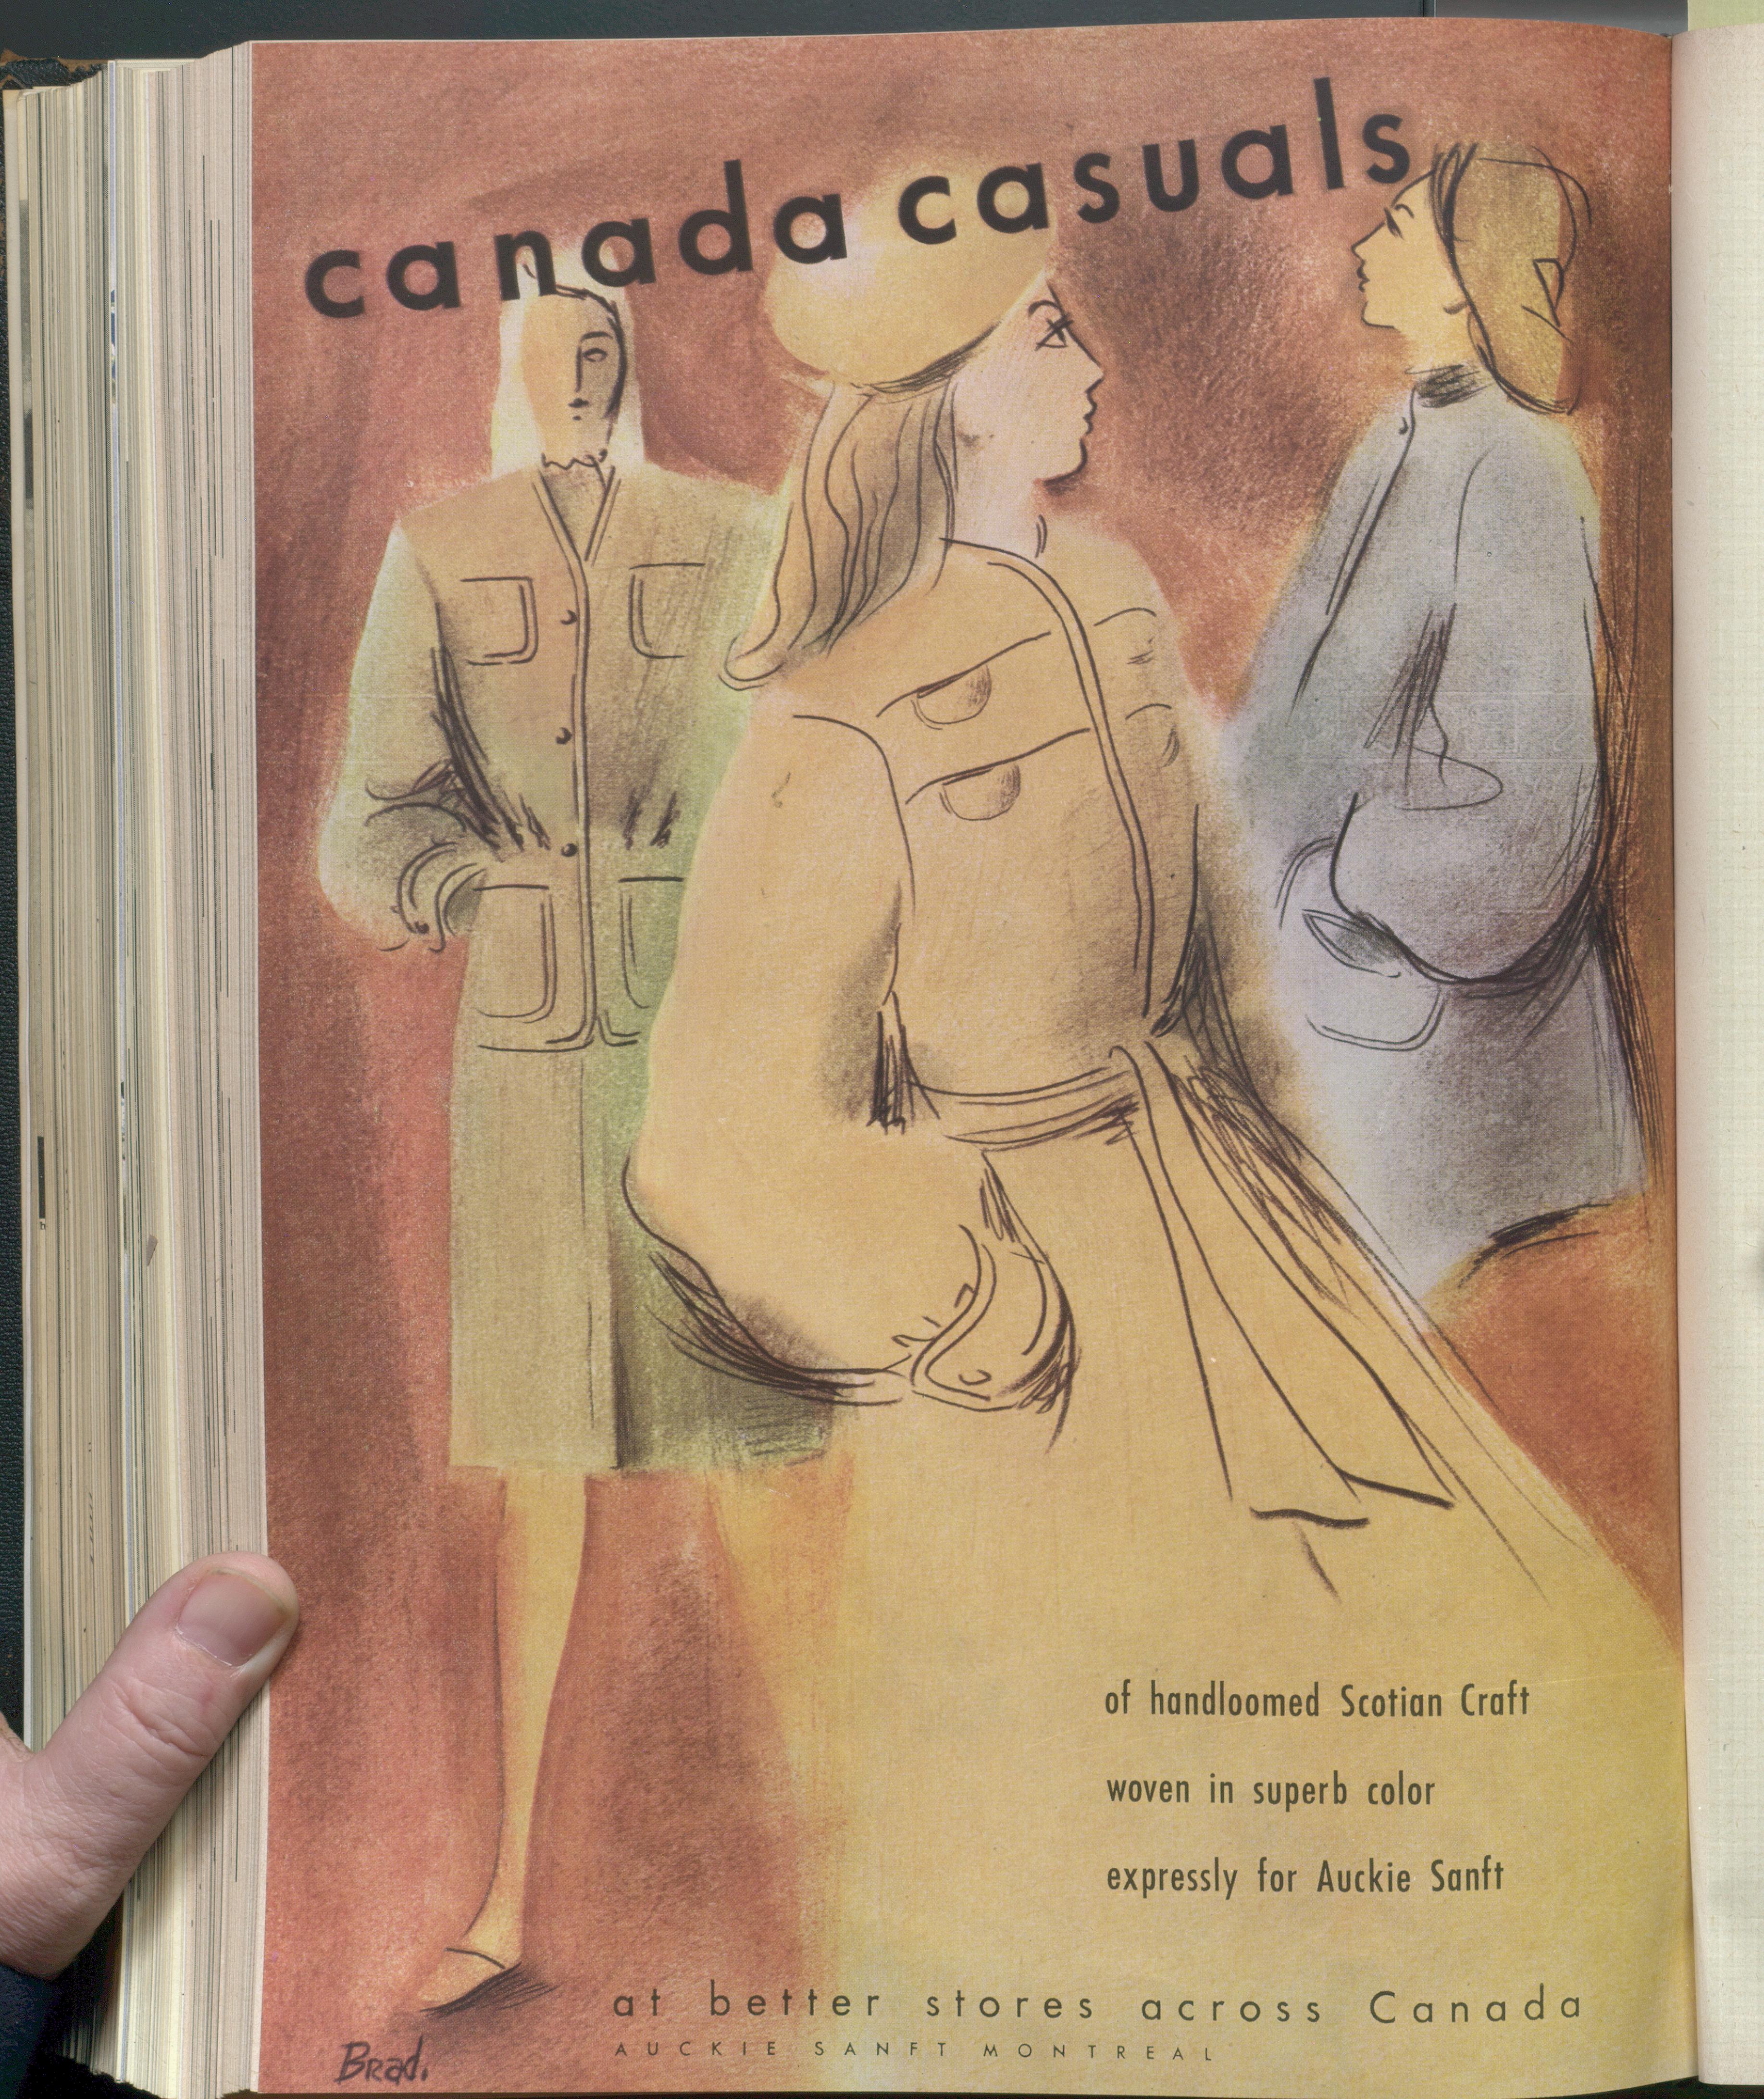 canada casuals
of handloomed Scotian Craft
woven in superb color
expressly for Auckie Sanft
at better stores across Canada
AUCKIE SANFT MONTREAL
Brad.